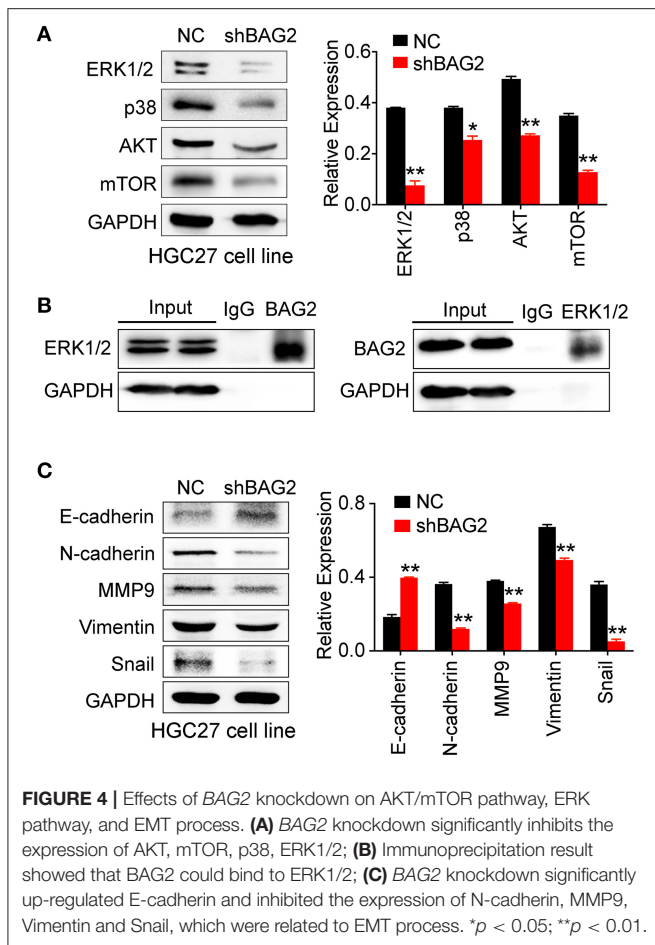 A
NC shBAG2
ERK1/2
p38
AKT
mTOR
GAPDH
HGC27 cell line
NC
shBAG2
Relative Expression
0.6
0.4
0.2
0.0
**
*
**
**
ERK1/2
p38
AKT
mTOR
B
Input IgG BAG2
ERK1/2
GAPDH
Input IgG ERK1/2
BAG2
GAPDH
C
NC shBAG2
E-cadherin
N-cadherin
MMP9
Vimentin
Snail
GAPDH
HGC27 cell line
NC
shBAG2
Relative Expression
0.8
0.4
0.0
**
**
**
**
**
E-cadherin
N-cadherin
MMP9
Vimentin
Snail
FIGURE 4 | Effects of BAG2 knockdown on AKT/mTOR pathway, ERK
pathway, and EMT process. (A) BAG2 knockdown significantly inhibits the
expression of AKT, mTOR, p38, ERK1/2; (B) Immunoprecipitation result
showed that BAG2 could bind to ERK1/2; (C) BAG2 knockdown significantly
up-regulated E-cadherin and inhibited the expression of N-cadherin, MMP9,
Vimentin and Snail, which were related to EMT process. *p < 0.05; **p < 0.01.